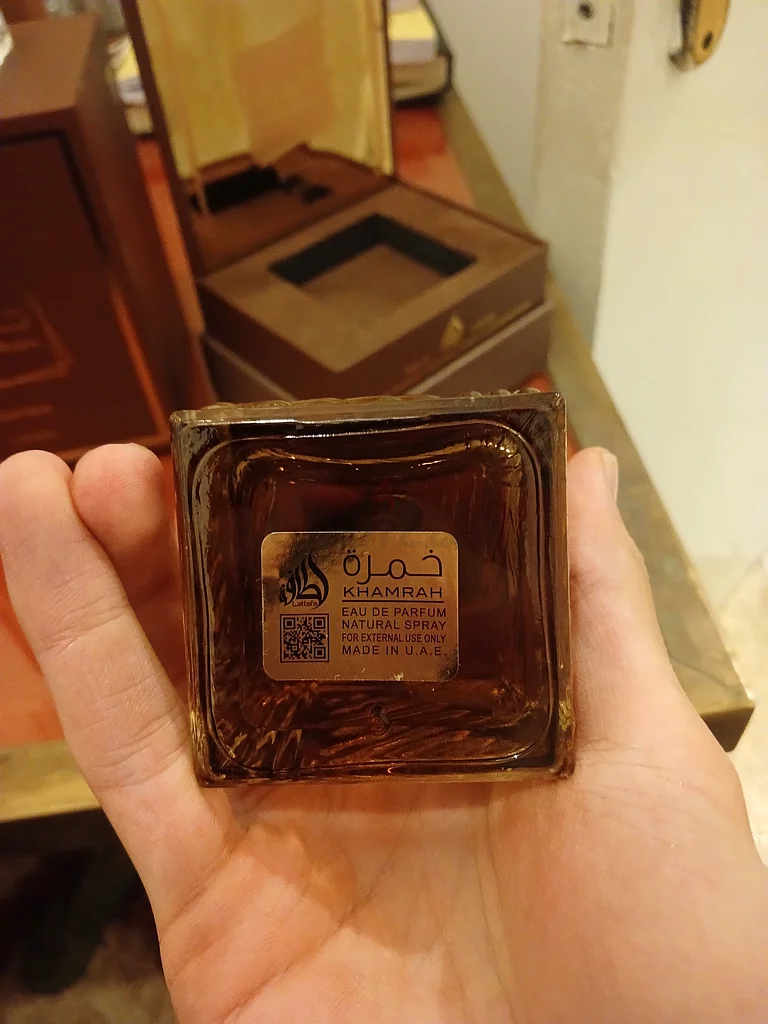 خمرة
KHAMRAH
Lattafa
EAU DE PARFUM
NATURAL SPRAY
FOR EXTERNAL USE ONLY
MADE IN U.A.E.